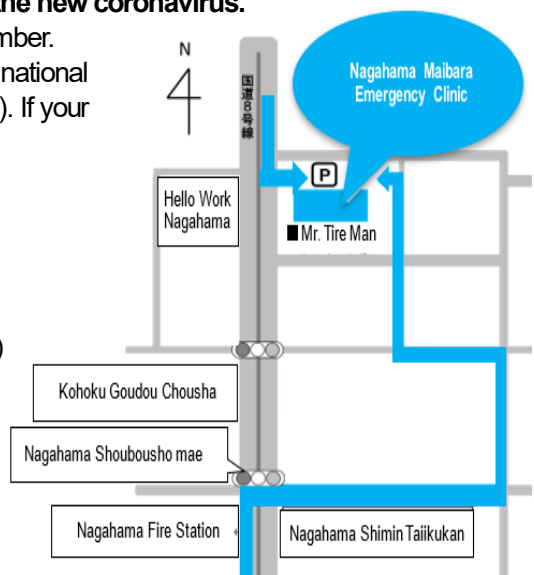 the new coronavirus.
mber.
national
). If your
)
N
国道8号線
Nagahama Maibara
Emergency Clinic
P
Hello Work
Nagahama
Mr. Tire Man
Kohoku Goudou Chousha
Nagahama Shoubousho mae
Nagahama Fire Station
Nagahama Shimin Taiikukan